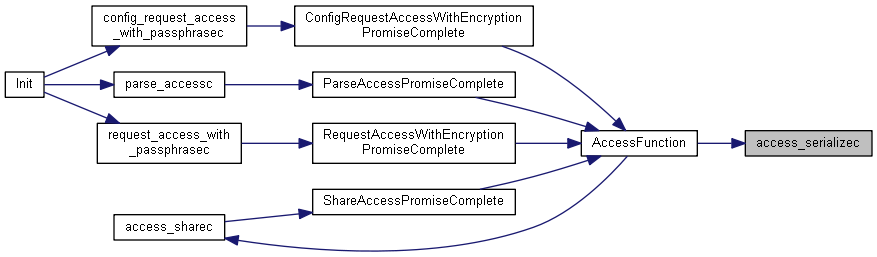 config_request_access
_with_passphrasec
ConfigRequestAccessWithEncryption
PromiseComplete
Init
parse_accessc
ParseAccessPromiseComplete
request_access_with
_passphrasec
RequestAccessWithEncryption
PromiseComplete
AccessFunction
access_serializec
ShareAccessPromiseComplete
access_sharec